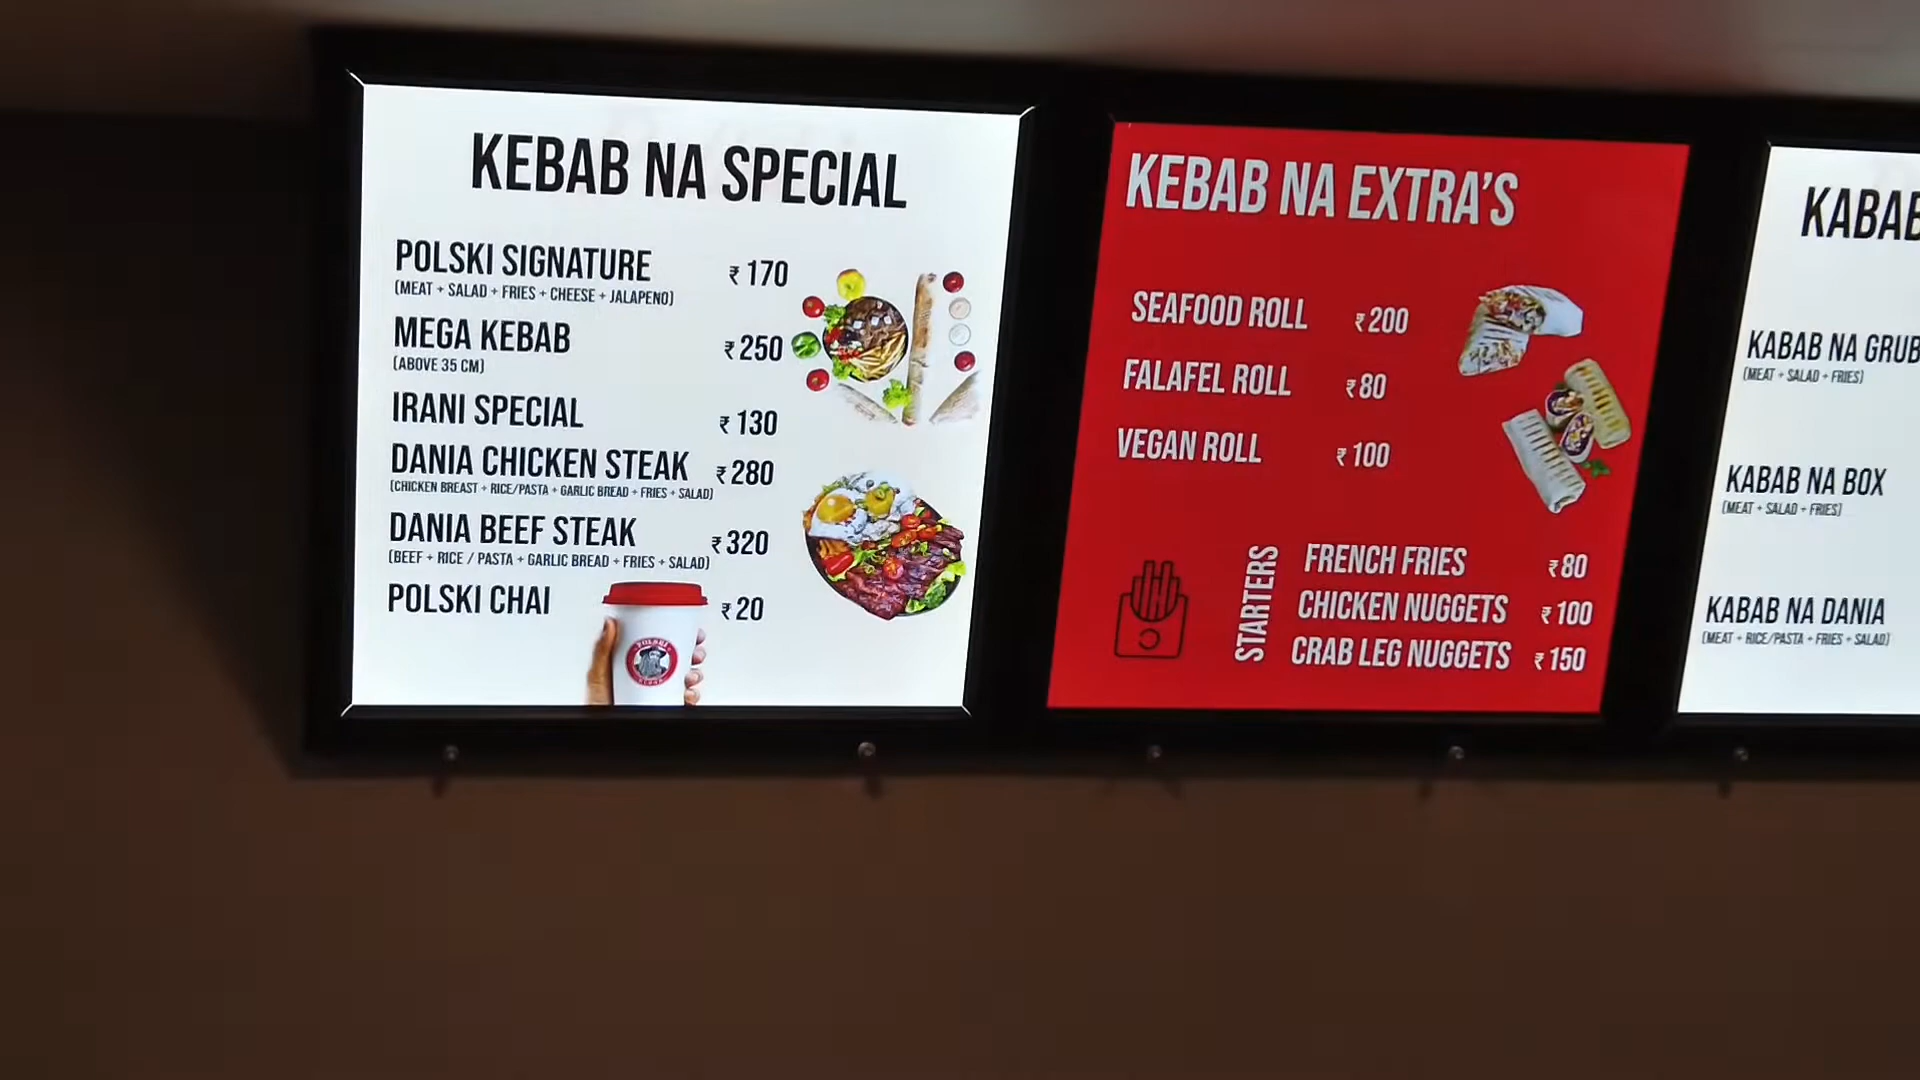 KEBAB NA SPECIAL
POLSKI SIGNATURE ₹170
(MEAT + SALAD + FRIES + CHEESE + JALAPENO)
MEGA KEBAB ₹250
(ABOVE 35 CM)
IRANI SPECIAL ₹130
DANIA CHICKEN STEAK ₹280
(CHICKEN BREAST + RICE/PASTA + GARLIC BREAD + FRIES + SALAD)
DANIA BEEF STEAK ₹320
(BEEF + RICE / PASTA + GARLIC BREAD + FRIES + SALAD)
POLSKI CHAI ₹20
KEBAB NA EXTRA'S
SEAFOOD ROLL ₹200
FALAFEL ROLL ₹80
VEGAN ROLL ₹100
STARTERS
FRENCH FRIES ₹80
CHICKEN NUGGETS ₹100
CRAB LEG NUGGETS ₹150
KABAB
KABAB NA GRUB
(MEAT + SALAD + FRIES)
KABAB NA BOX
(MEAT + SALAD + FRIES)
KABAB NA DANIA
(MEAT + RICE/PASTA + FRIES + SALAD)